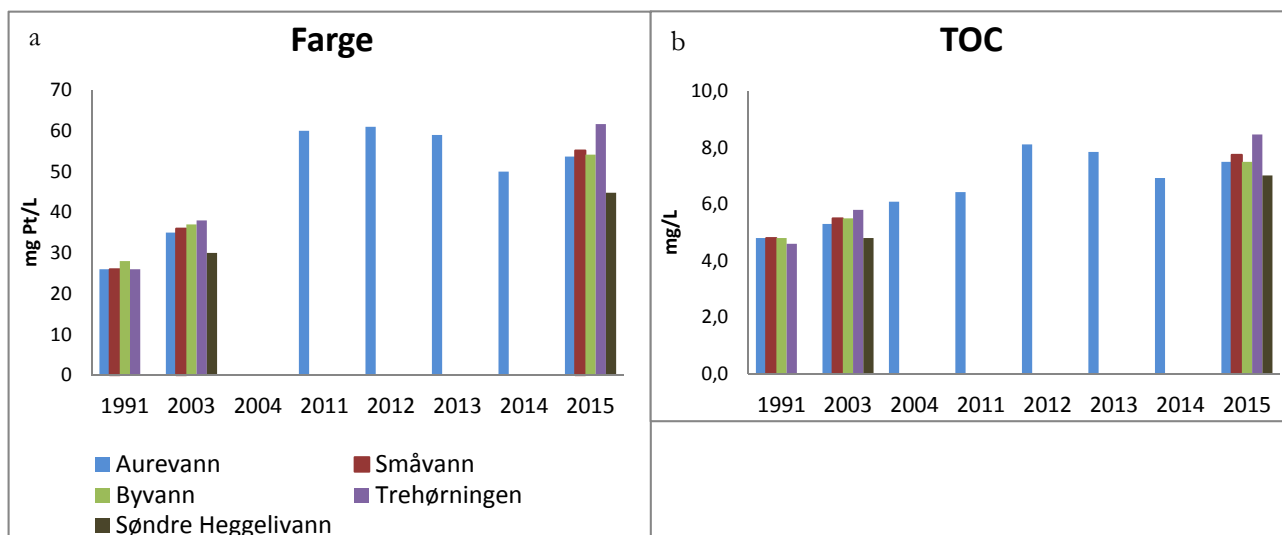 a
Farge
70
60
50
40
30
20
10
0
mg Pt/L
1991 2003 2004 2011 2012 2013 2014 2015
Aurevann Småvann
Byvann Trehørningen
Søndre Heggelivann
b
TOC
10,0
8,0
6,0
4,0
2,0
0,0
mg/L
1991 2003 2004 2011 2012 2013 2014 2015